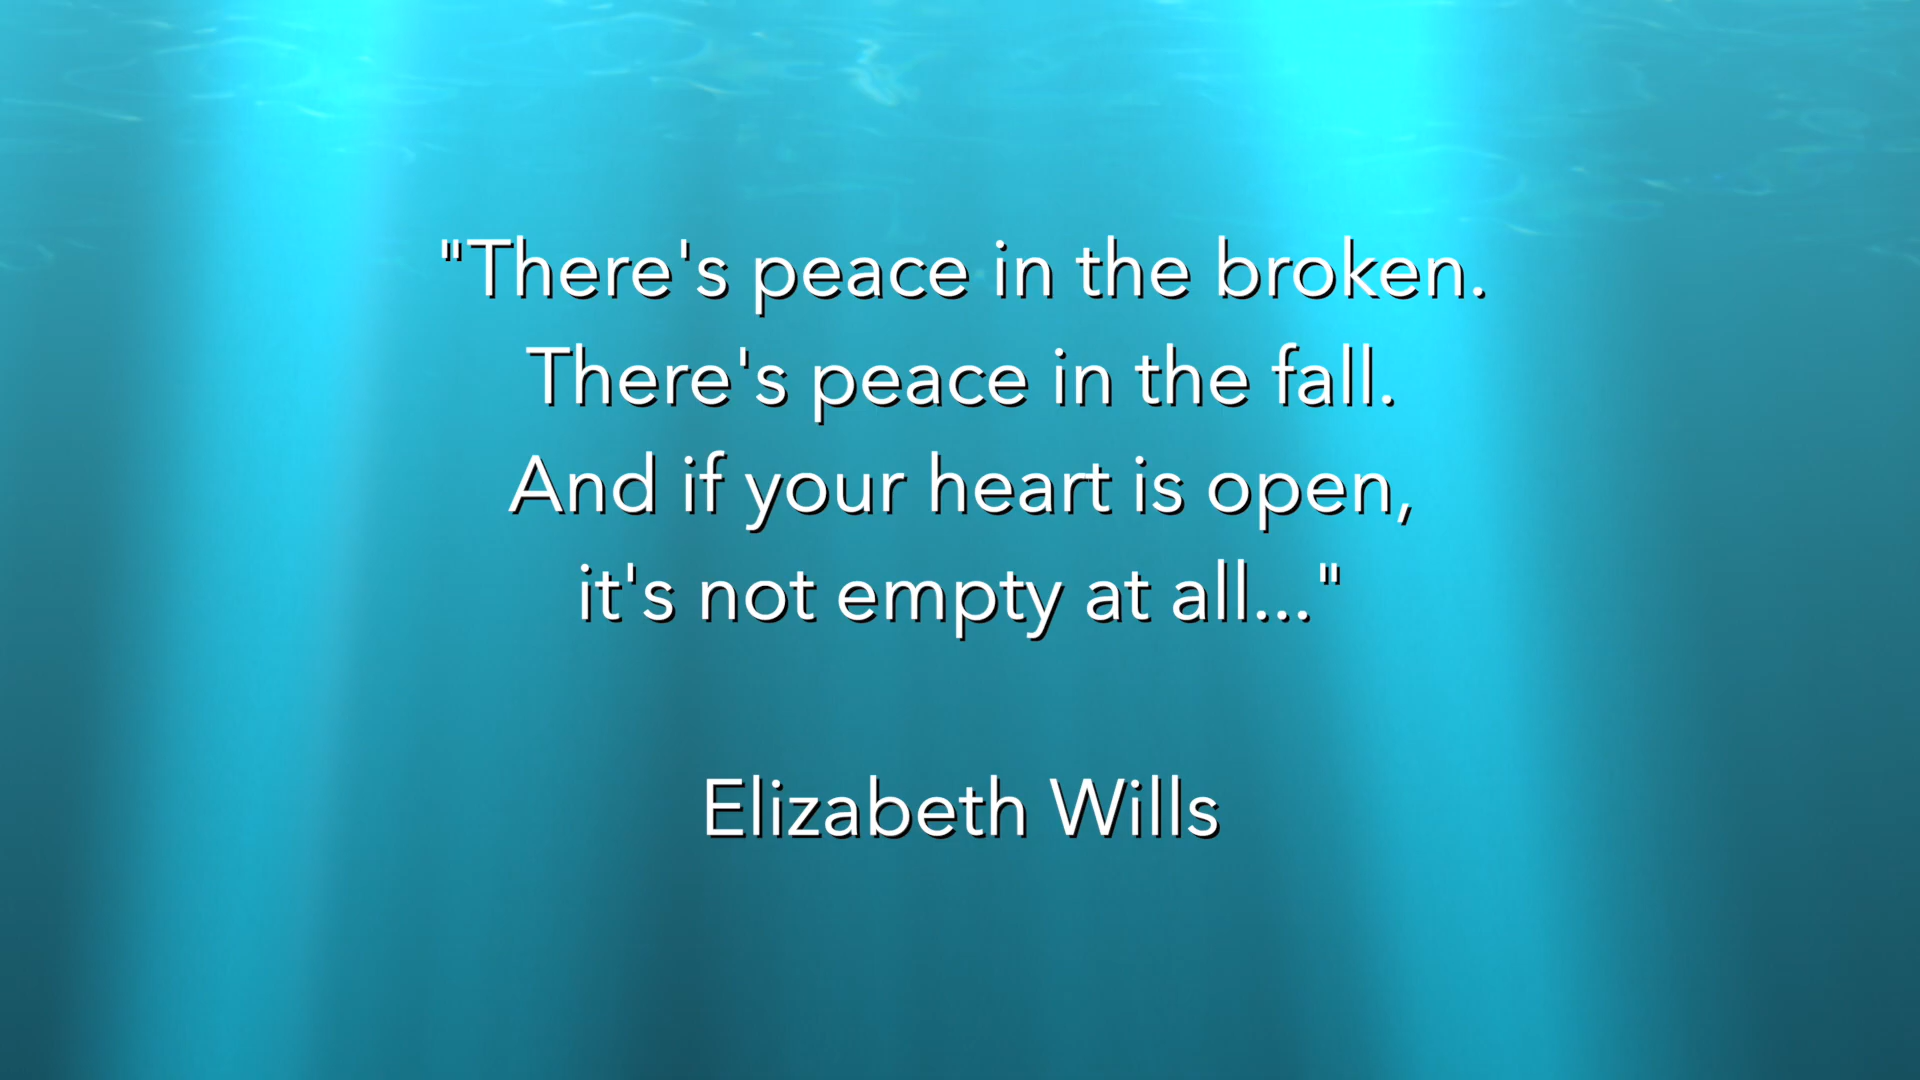 "There's peace in the broken.
There's peace in the fall.
And if your heart is open,
it's not empty at all..."
Elizabeth Wills